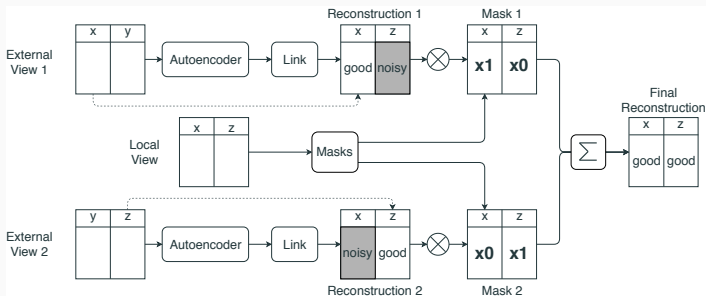 Reconstruction 1
Mask 1
External
View 1
x y
Autoencoder
Link
x z
good noisy
x z
x1 x0
Local
View
x z
Masks
Final
Reconstruction
x z
good good
Σ
External
View 2
y z
Autoencoder
Link
x z
noisy good
x z
x0 x1
Reconstruction 2
Mask 2